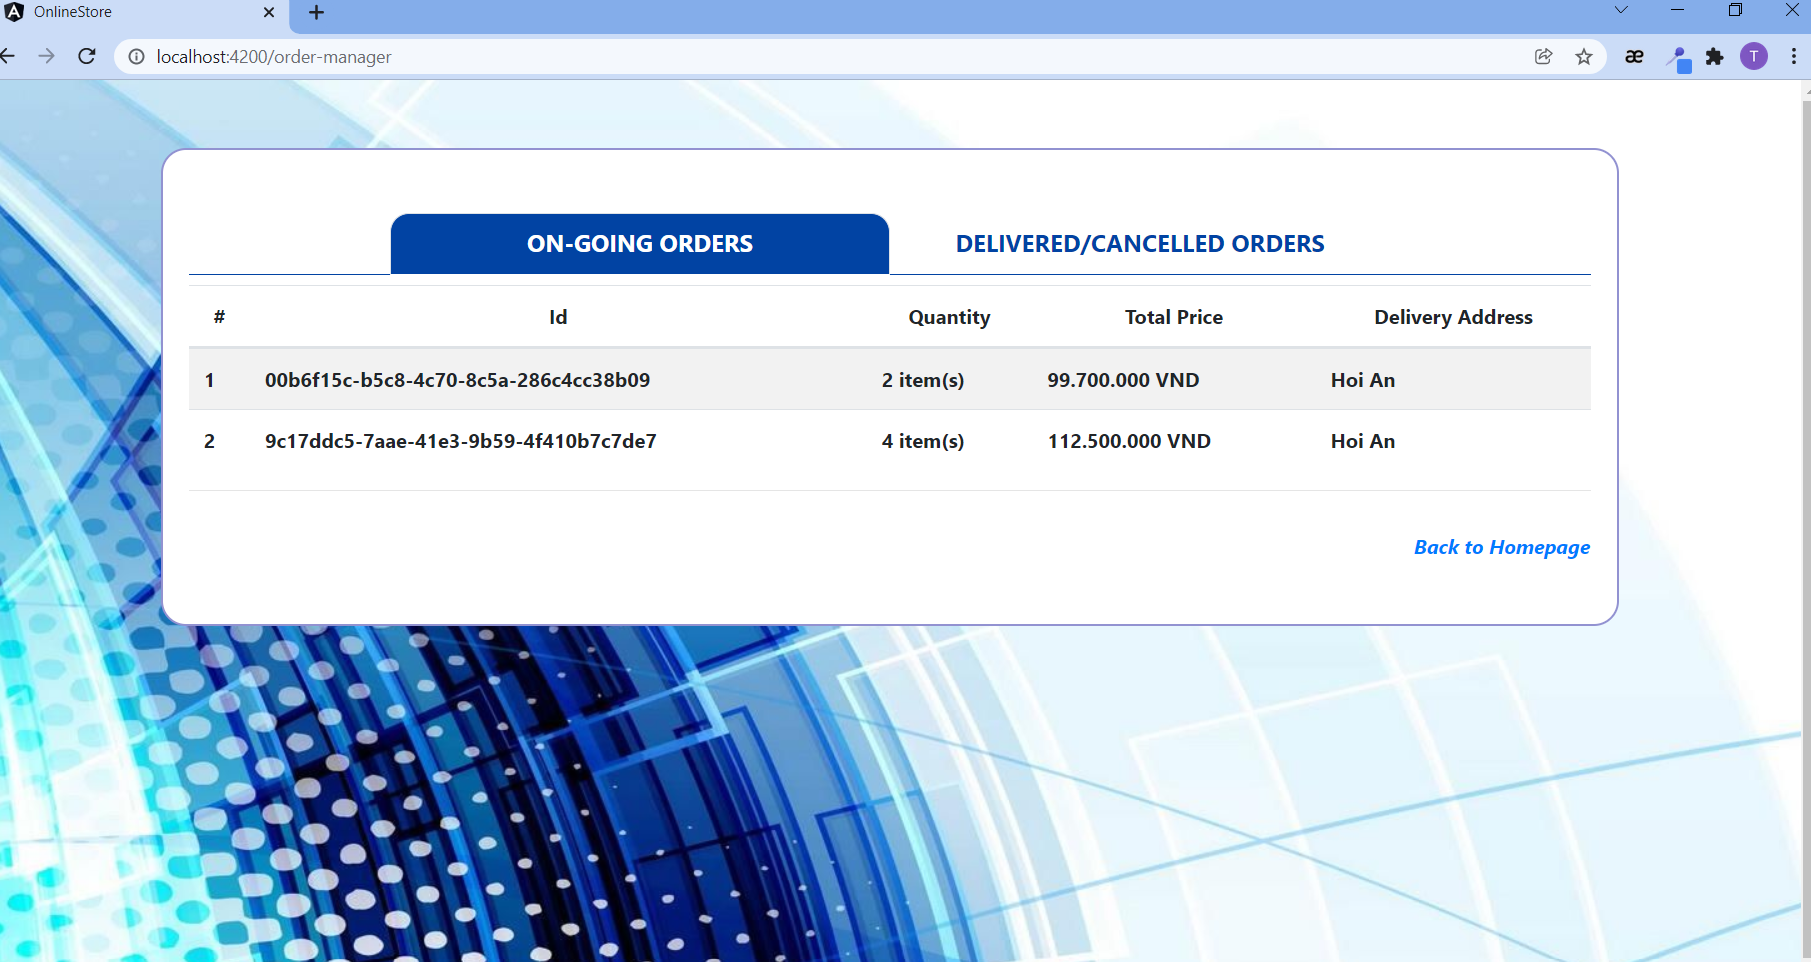 OnlineStore
localhost:4200/order-manager
æ
T
ON-GOING ORDERS DELIVERED/CANCELLED ORDERS
# Id Quantity Total Price Delivery Address
1 00b6f15c-b5c8-4c70-8c5a-286c4cc38b09 2 item(s) 99.700.000 VND Hoi An
2 9c17ddc5-7aae-41e3-9b59-4f410b7c7de7 4 item(s) 112.500.000 VND Hoi An
Back to Homepage